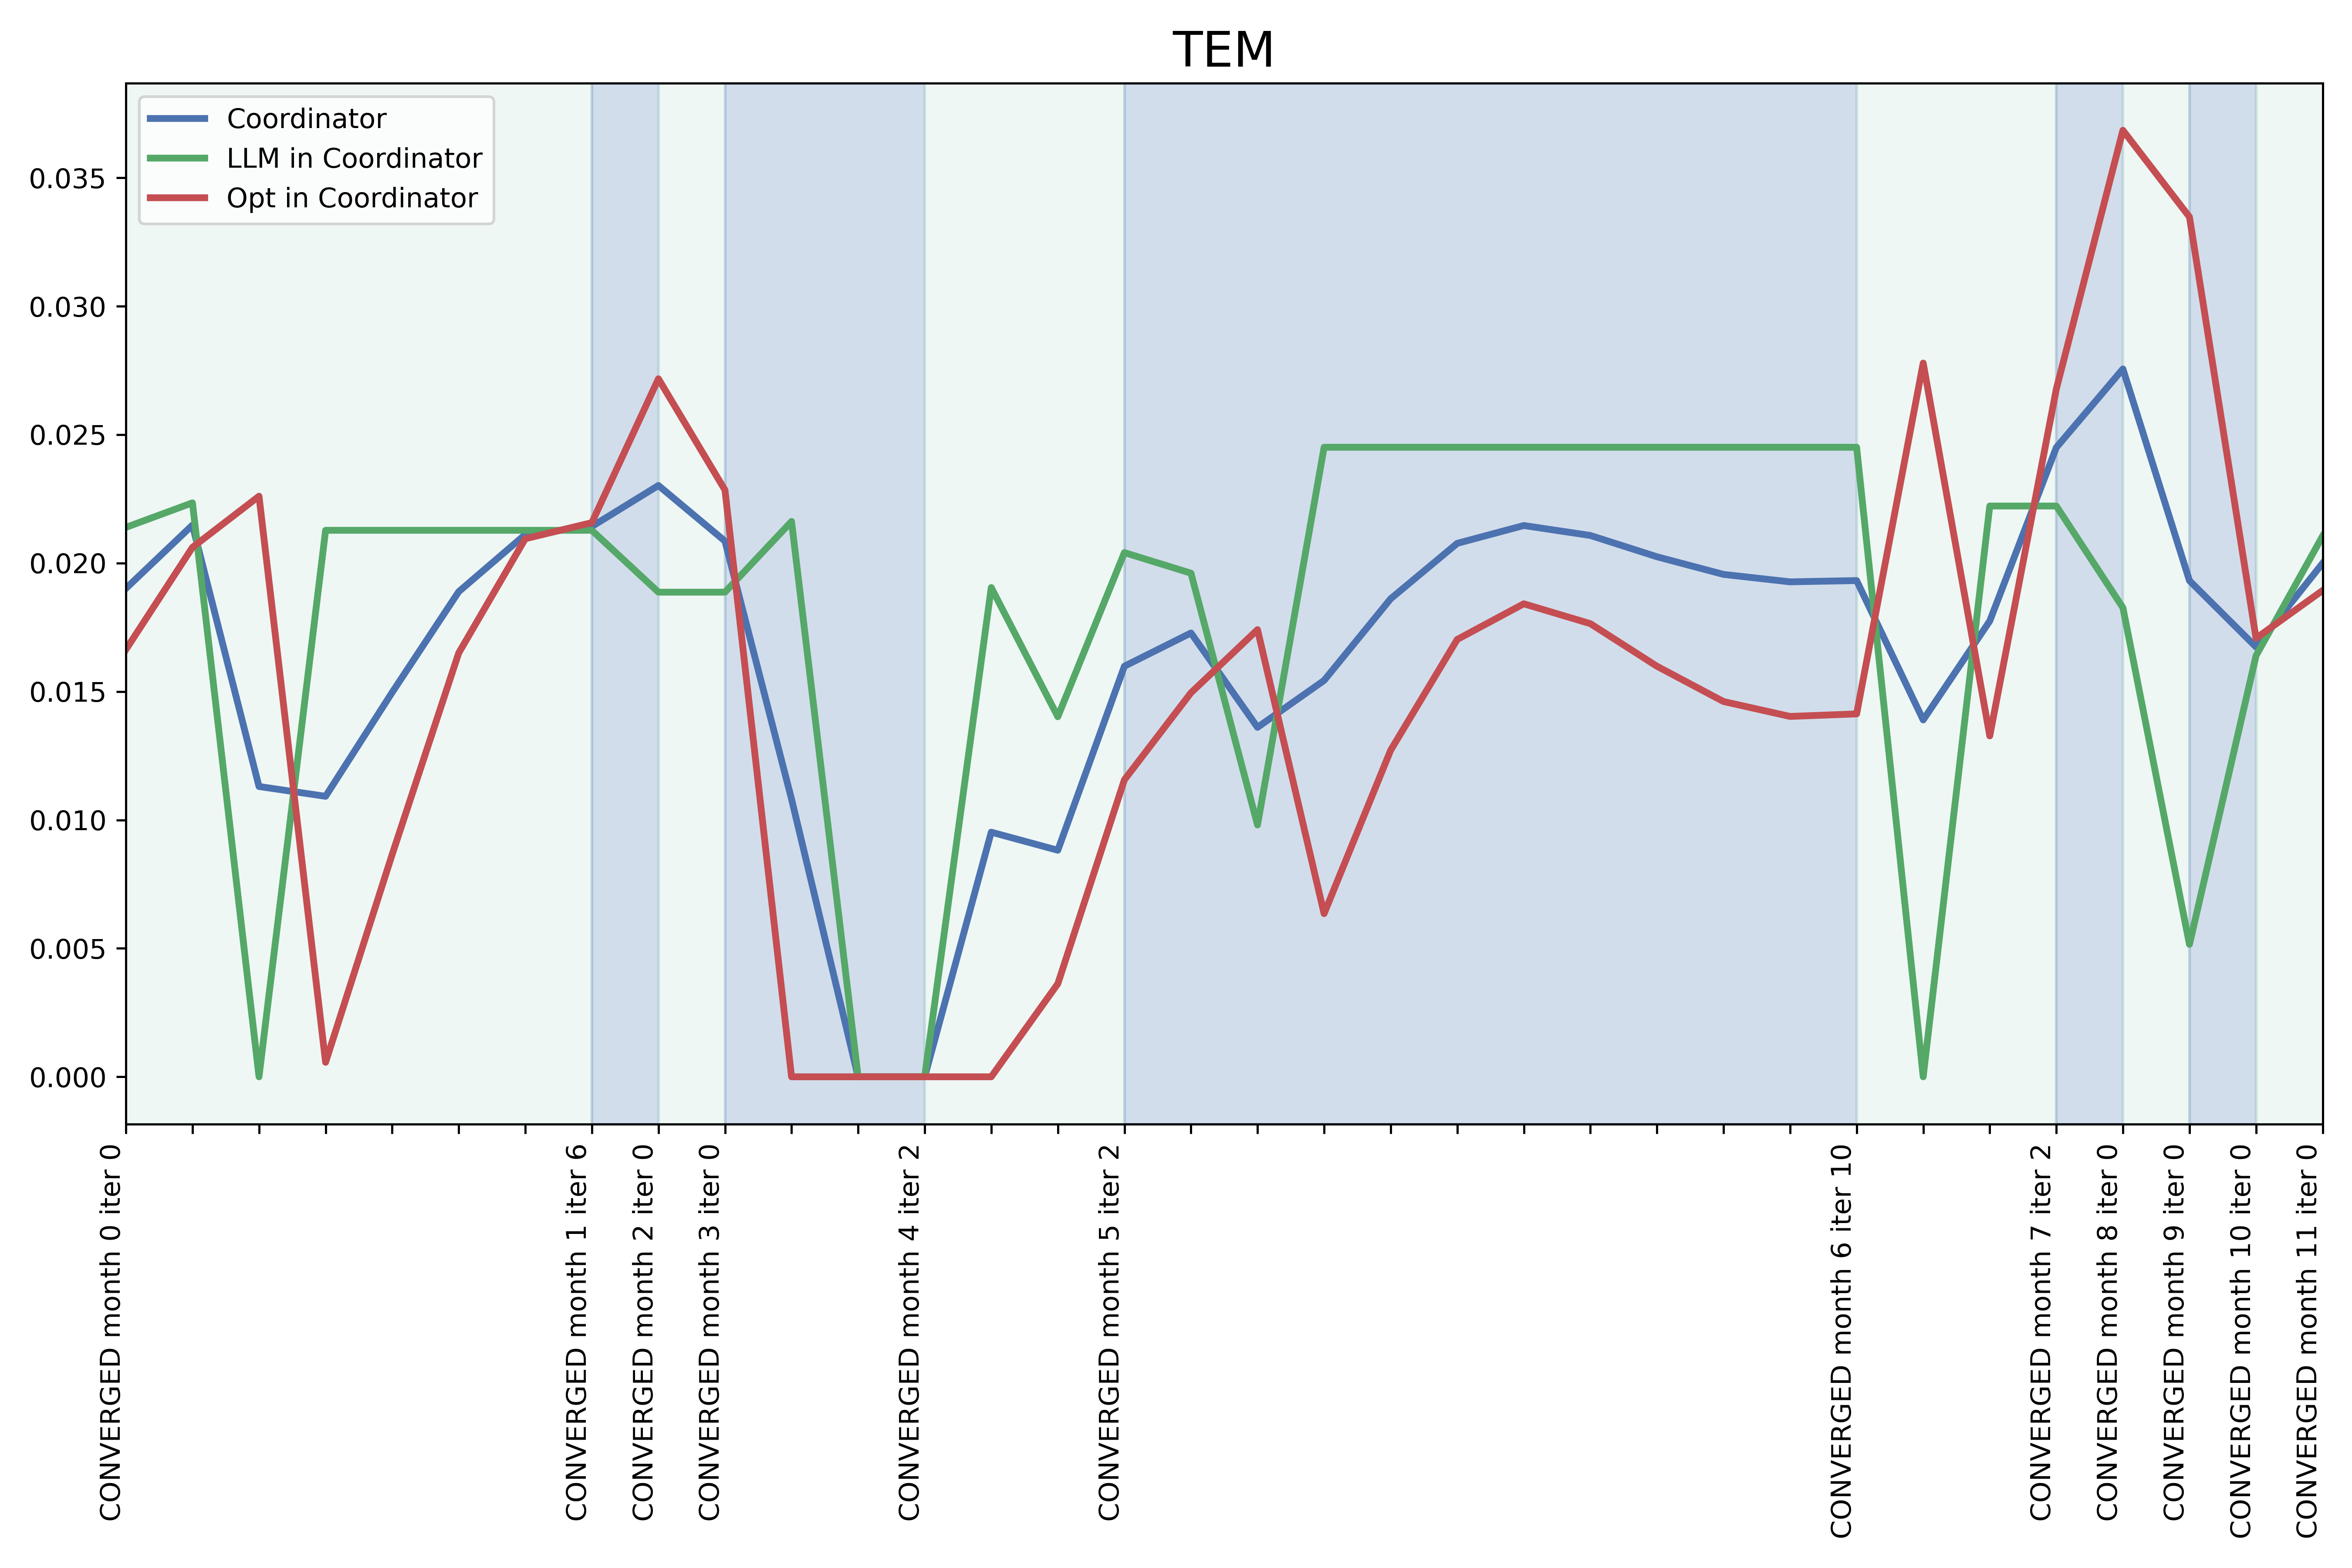 TEM
Coordinator
LLM in Coordinator
Opt in Coordinator
0.035
0.030
0.025
0.020
0.015
0.010
0.005
0.000
CONVERGED month 0 iter 0
CONVERGED month 1 iter 6
CONVERGED month 2 iter 0
CONVERGED month 3 iter 0
CONVERGED month 4 iter 2
CONVERGED month 5 iter 2
CONVERGED month 6 iter 10
CONVERGED month 7 iter 2
CONVERGED month 8 iter 0
CONVERGED month 9 iter 0
CONVERGED month 10 iter 0
CONVERGED month 11 iter 0